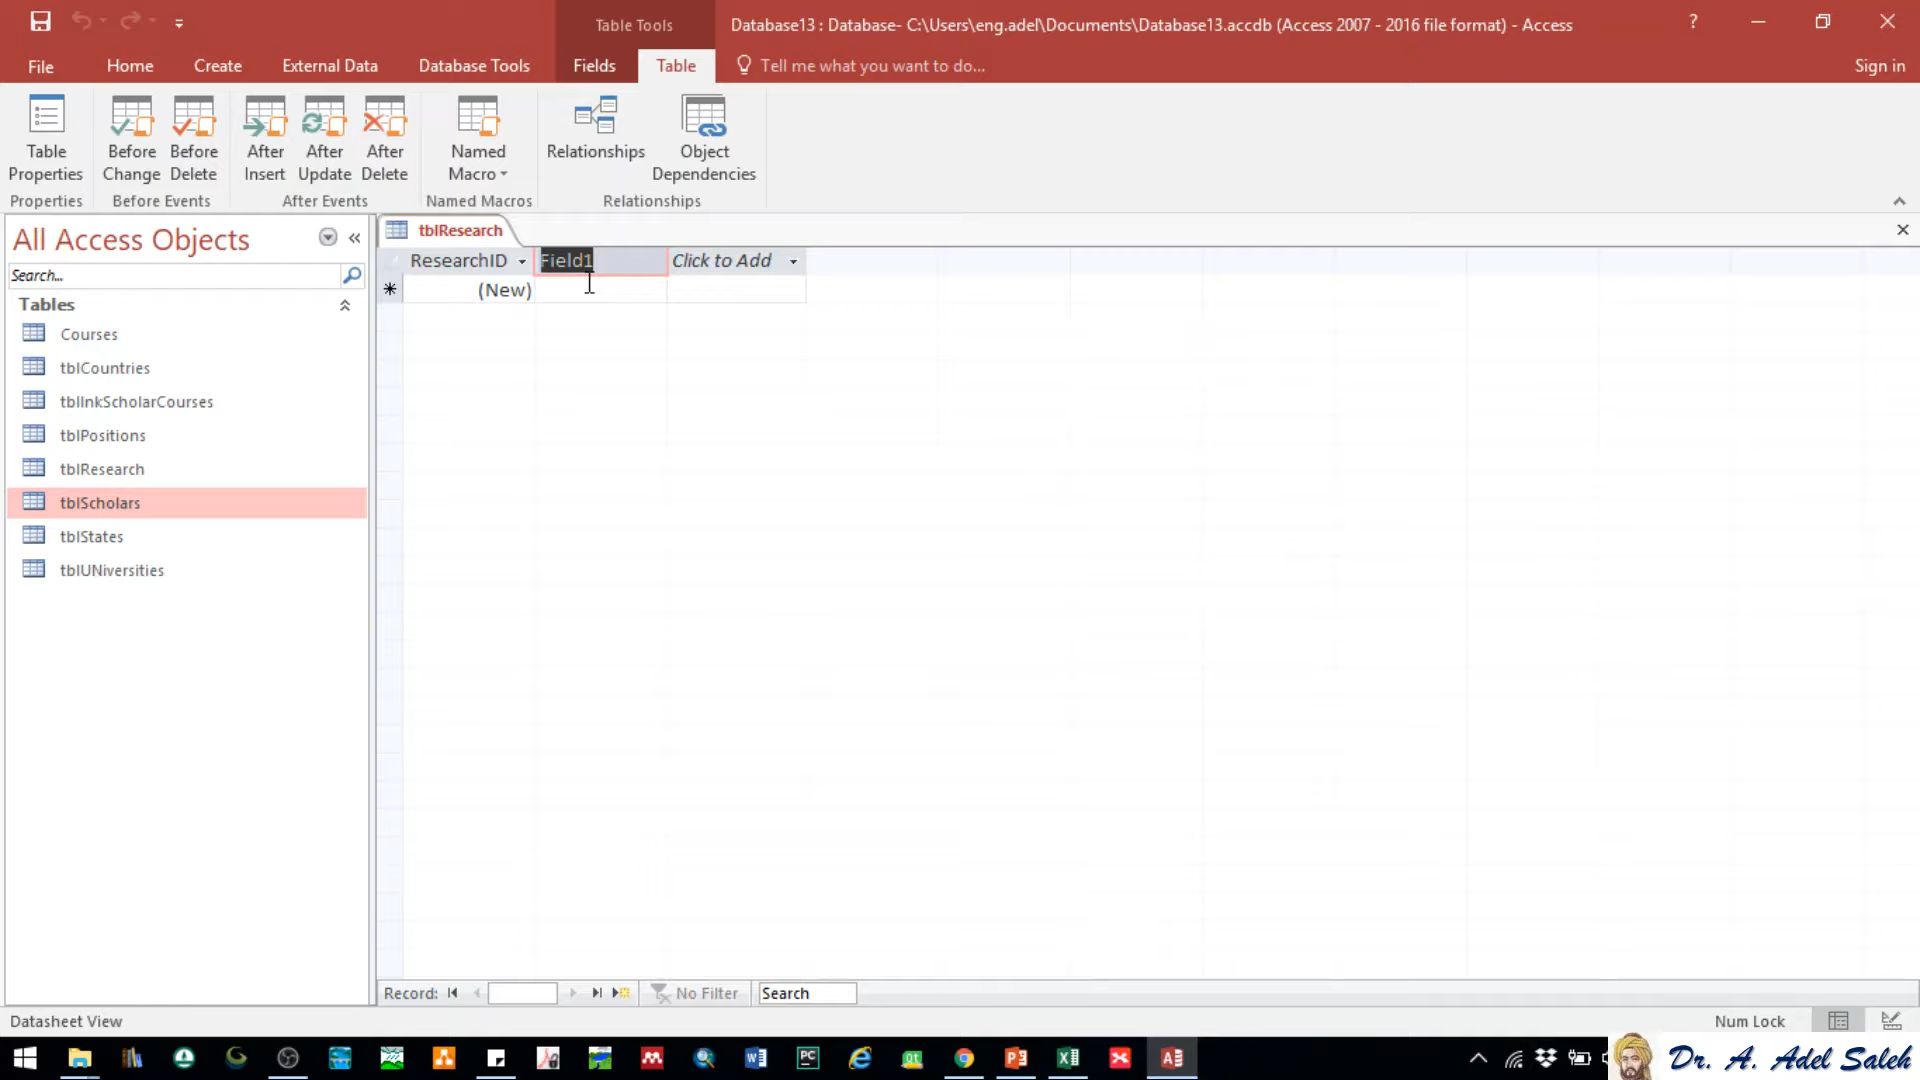 Table Tools
Database13 : Database- C:\Users\eng.adel\Documents\Database13.accdb (Access 2007 - 2016 file format) - Access
?
File
Home
Create
External Data
Database Tools
Fields
Table
Tell me what you want to do...
Sign in
Table Properties
Before Change
Before Delete
After Insert
After Update
After Delete
Named Macro
Relationships
Object Dependencies
Properties
Before Events
After Events
Named Macros
Relationships
All Access Objects
Search...
Tables
Courses
tblCountries
tblInkScholarCourses
tblPositions
tblResearch
tblScholars
tblStates
tblUNiversities
tblResearch
ResearchID
Field1
Click to Add
(New)
Record:
No Filter
Search
Datasheet View
Num Lock
Dr. A. Adel Saleh